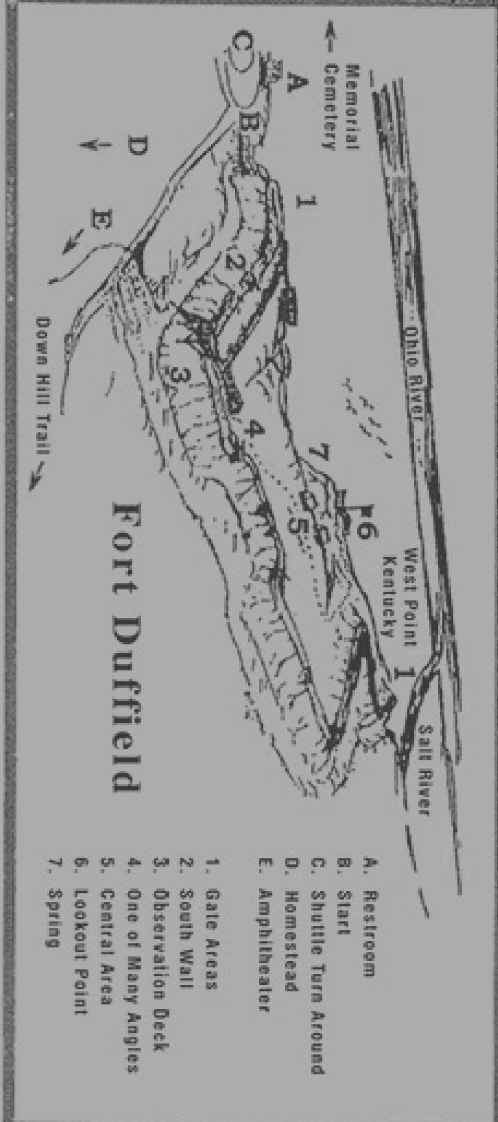 Memorial
Cemetery
C
A
B
D
E
1
2
3
4
5
6
7
1
Ohio River
West Point
Kentucky
Salt River
Down Hill Trail
Fort Duffield
A. Restroom
B. Start
C. Shuttle Turn Around
D. Homestead
E. Amphitheater
1. Gate Areas
2. South Wall
3. Observation Deck
4. One of Many Angles
5. Central Area
6. Lookout Point
7. Spring